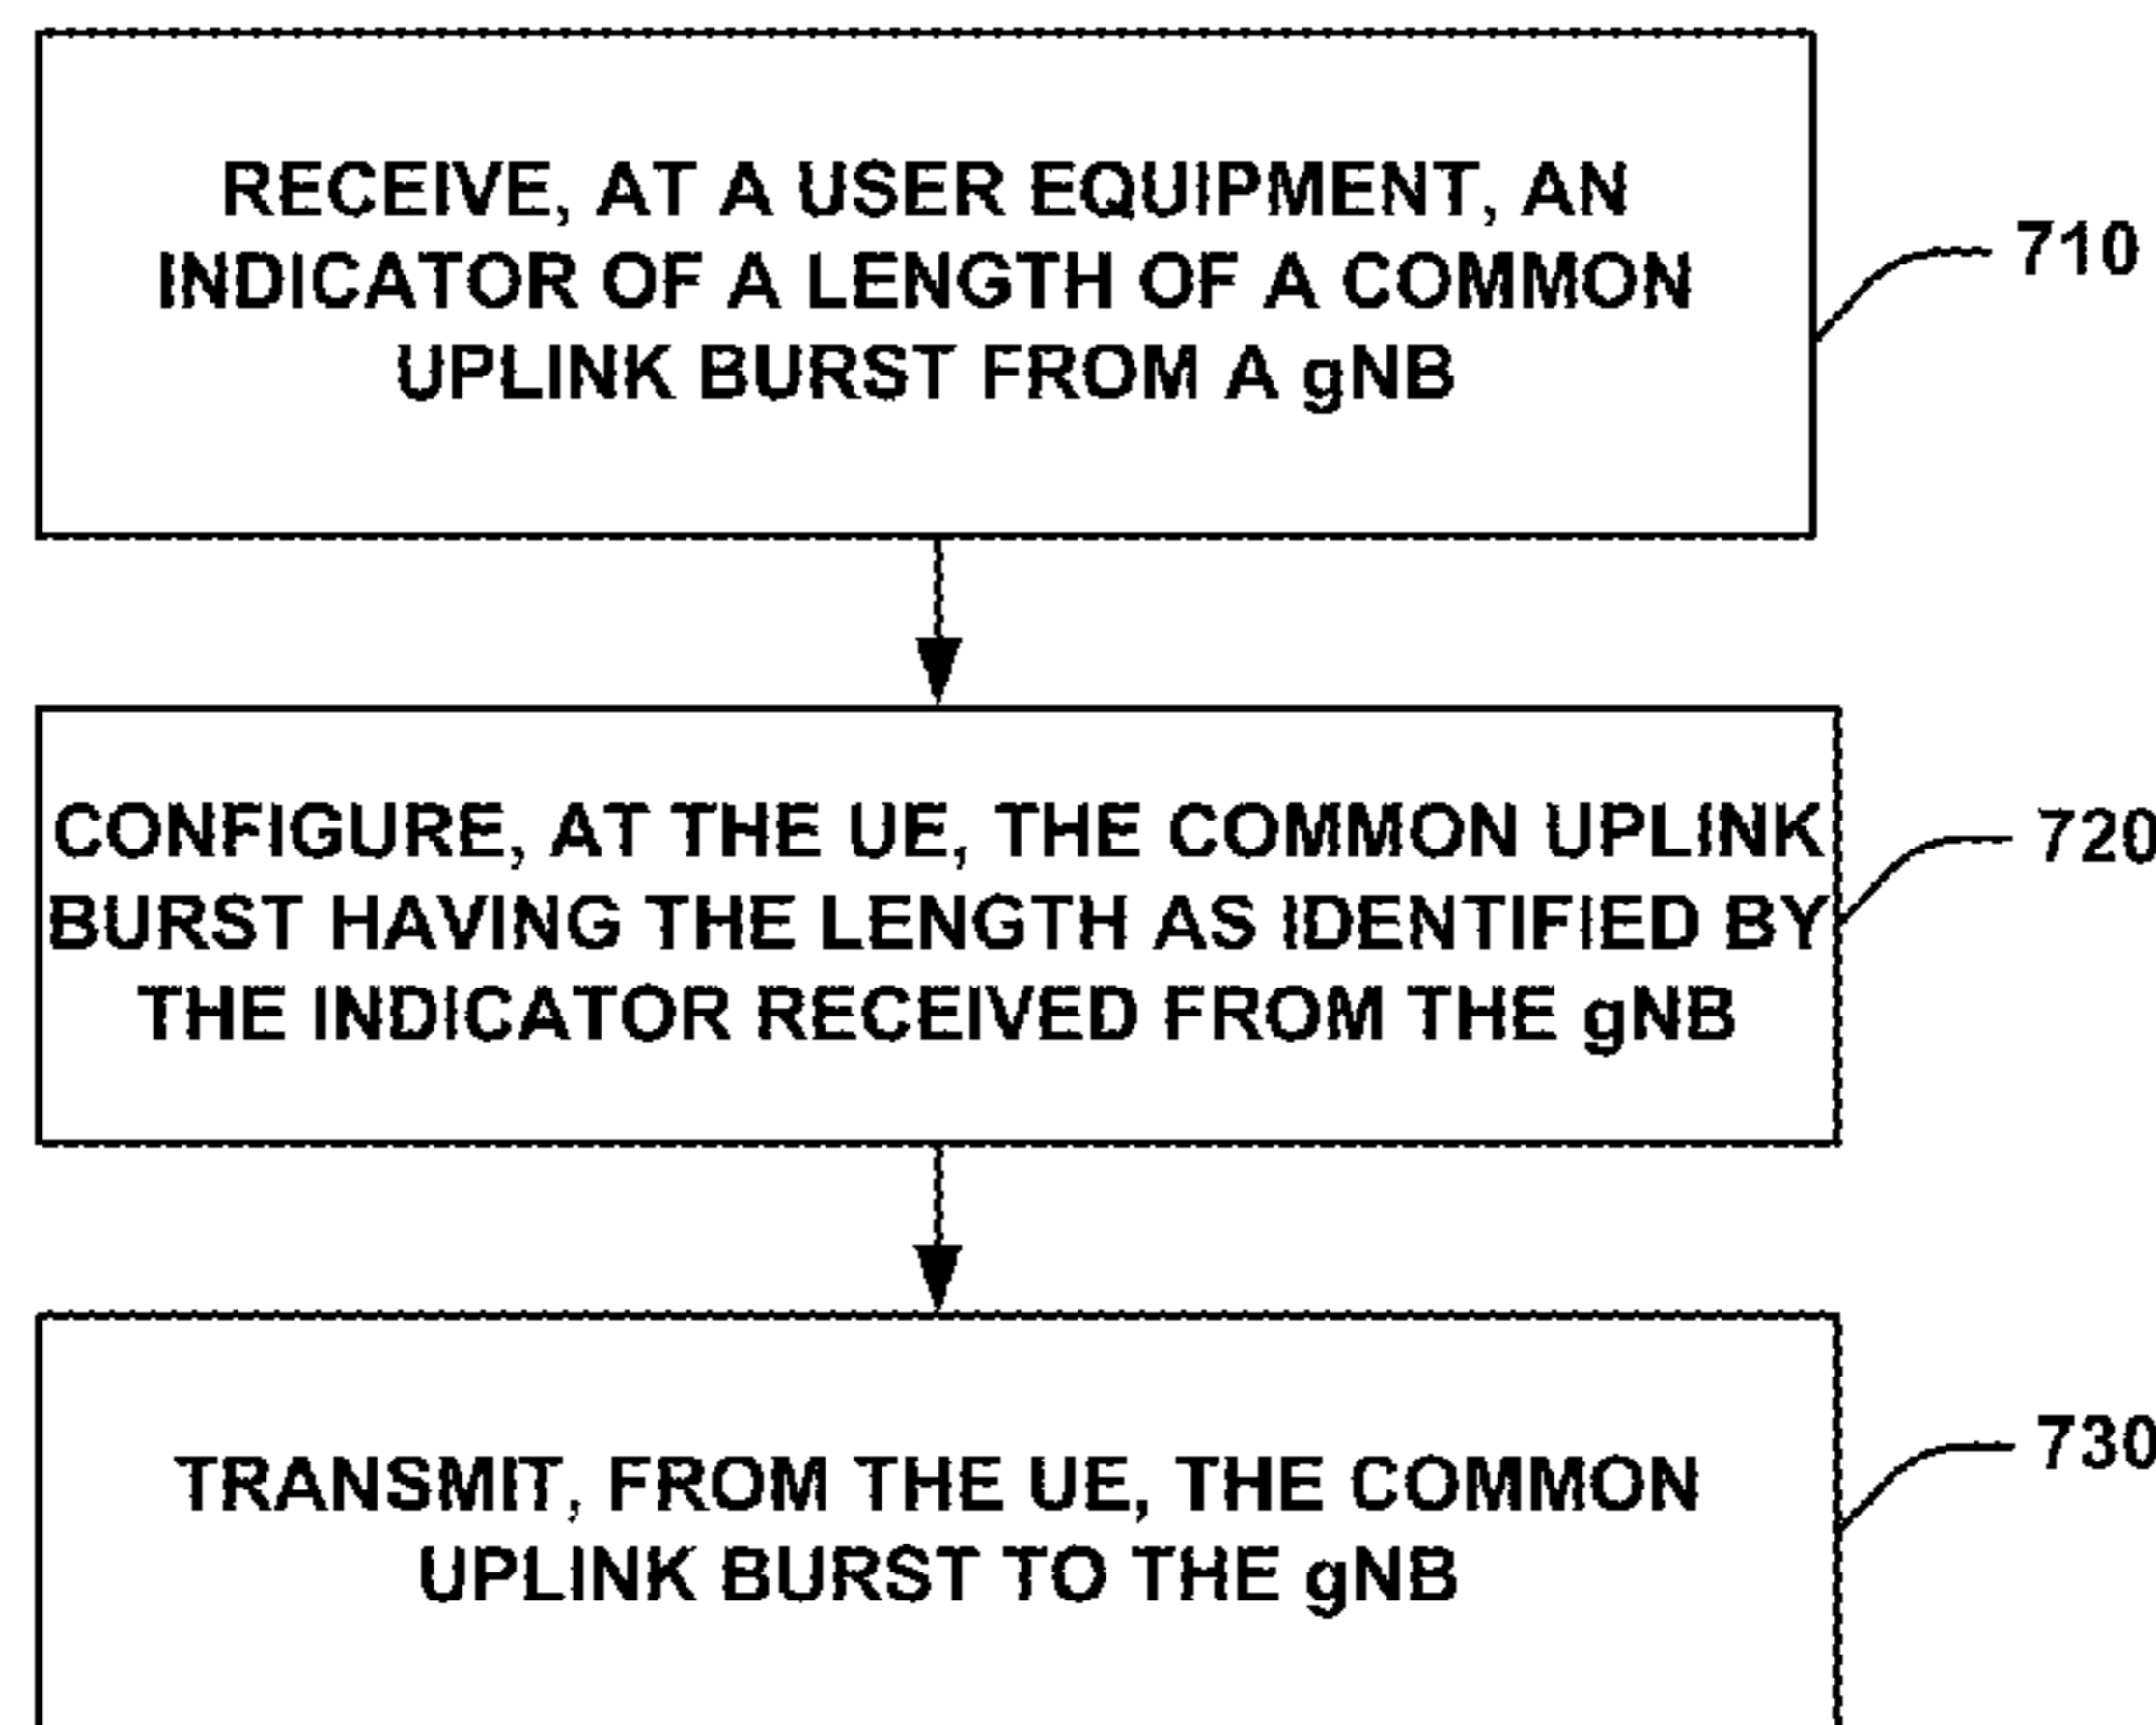 RECEIVE, AT A USER EQUIPMENT, AN
INDICATOR OF A LENGTH OF A COMMON
UPLINK BURST FROM A gNB
710
CONFIGURE, AT THE UE, THE COMMON UPLINK
BURST HAVING THE LENGTH AS IDENTIFIED BY
THE INDICATOR RECEIVED FROM THE gNB
720
TRANSMIT, FROM THE UE, THE COMMON
UPLINK BURST TO THE gNB
730